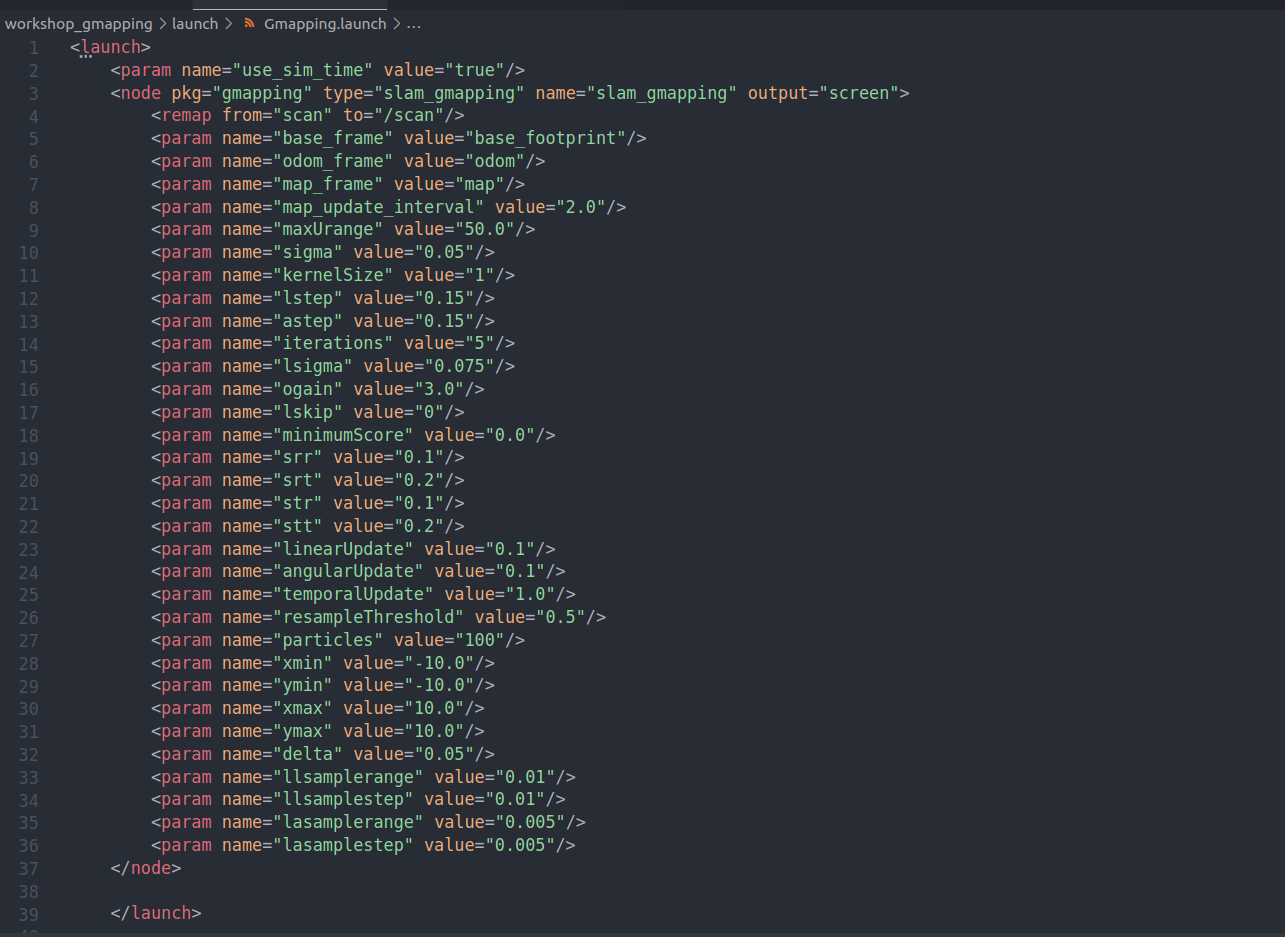 workshop_gmapping > launch > Gmapping.launch > ...
1 <launch>
2 <param name="use_sim_time" value="true"/>
3 <node pkg="gmapping" type="slam_gmapping" name="slam_gmapping" output="screen">
4 <remap from="scan" to="/scan"/>
5 <param name="base_frame" value="base_footprint"/>
6 <param name="odom_frame" value="odom"/>
7 <param name="map_frame" value="map"/>
8 <param name="map_update_interval" value="2.0"/>
9 <param name="maxUrange" value="50.0"/>
10 <param name="sigma" value="0.05"/>
11 <param name="kernelSize" value="1"/>
12 <param name="lstep" value="0.15"/>
13 <param name="astep" value="0.15"/>
14 <param name="iterations" value="5"/>
15 <param name="lsigma" value="0.075"/>
16 <param name="ogain" value="3.0"/>
17 <param name="lskip" value="0"/>
18 <param name="minimumScore" value="0.0"/>
19 <param name="srr" value="0.1"/>
20 <param name="srt" value="0.2"/>
21 <param name="str" value="0.1"/>
22 <param name="stt" value="0.2"/>
23 <param name="linearUpdate" value="0.1"/>
24 <param name="angularUpdate" value="0.1"/>
25 <param name="temporalUpdate" value="1.0"/>
26 <param name="resampleThreshold" value="0.5"/>
27 <param name="particles" value="100"/>
28 <param name="xmin" value="-10.0"/>
29 <param name="ymin" value="-10.0"/>
30 <param name="xmax" value="10.0"/>
31 <param name="ymax" value="10.0"/>
32 <param name="delta" value="0.05"/>
33 <param name="llsamplerange" value="0.01"/>
34 <param name="llsamplestep" value="0.01"/>
35 <param name="lasamplerange" value="0.005"/>
36 <param name="lasamplestep" value="0.005"/>
37 </node>
38
39 </launch>